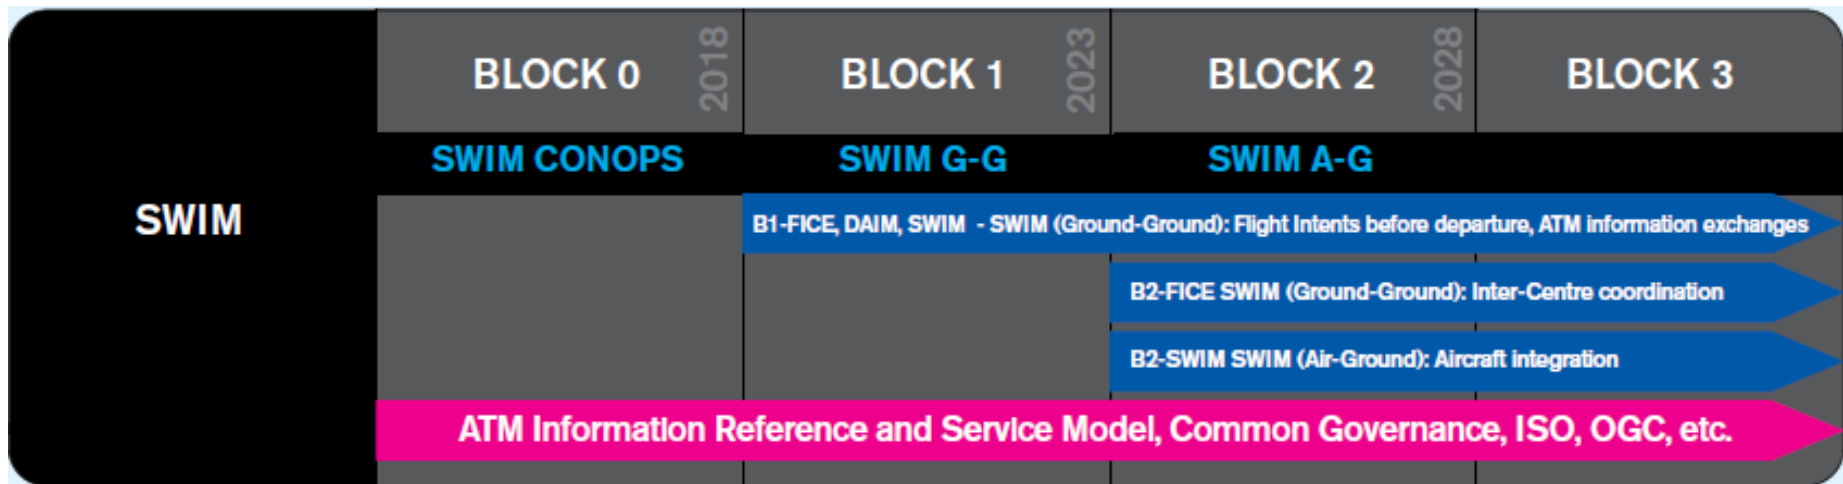 BLOCK 0 2018 BLOCK 1 2023 BLOCK 2 2028 BLOCK 3
SWIM CONOPS SWIM G-G SWIM A-G
SWIM
B1-FICE, DAIM, SWIM - SWIM (Ground-Ground): Flight Intents before departure, ATM information exchanges
B2-FICE SWIM (Ground-Ground): Inter-Centre coordination
B2-SWIM SWIM (Air-Ground): Aircraft integration
ATM Information Reference and Service Model, Common Governance, ISO, OGC, etc.